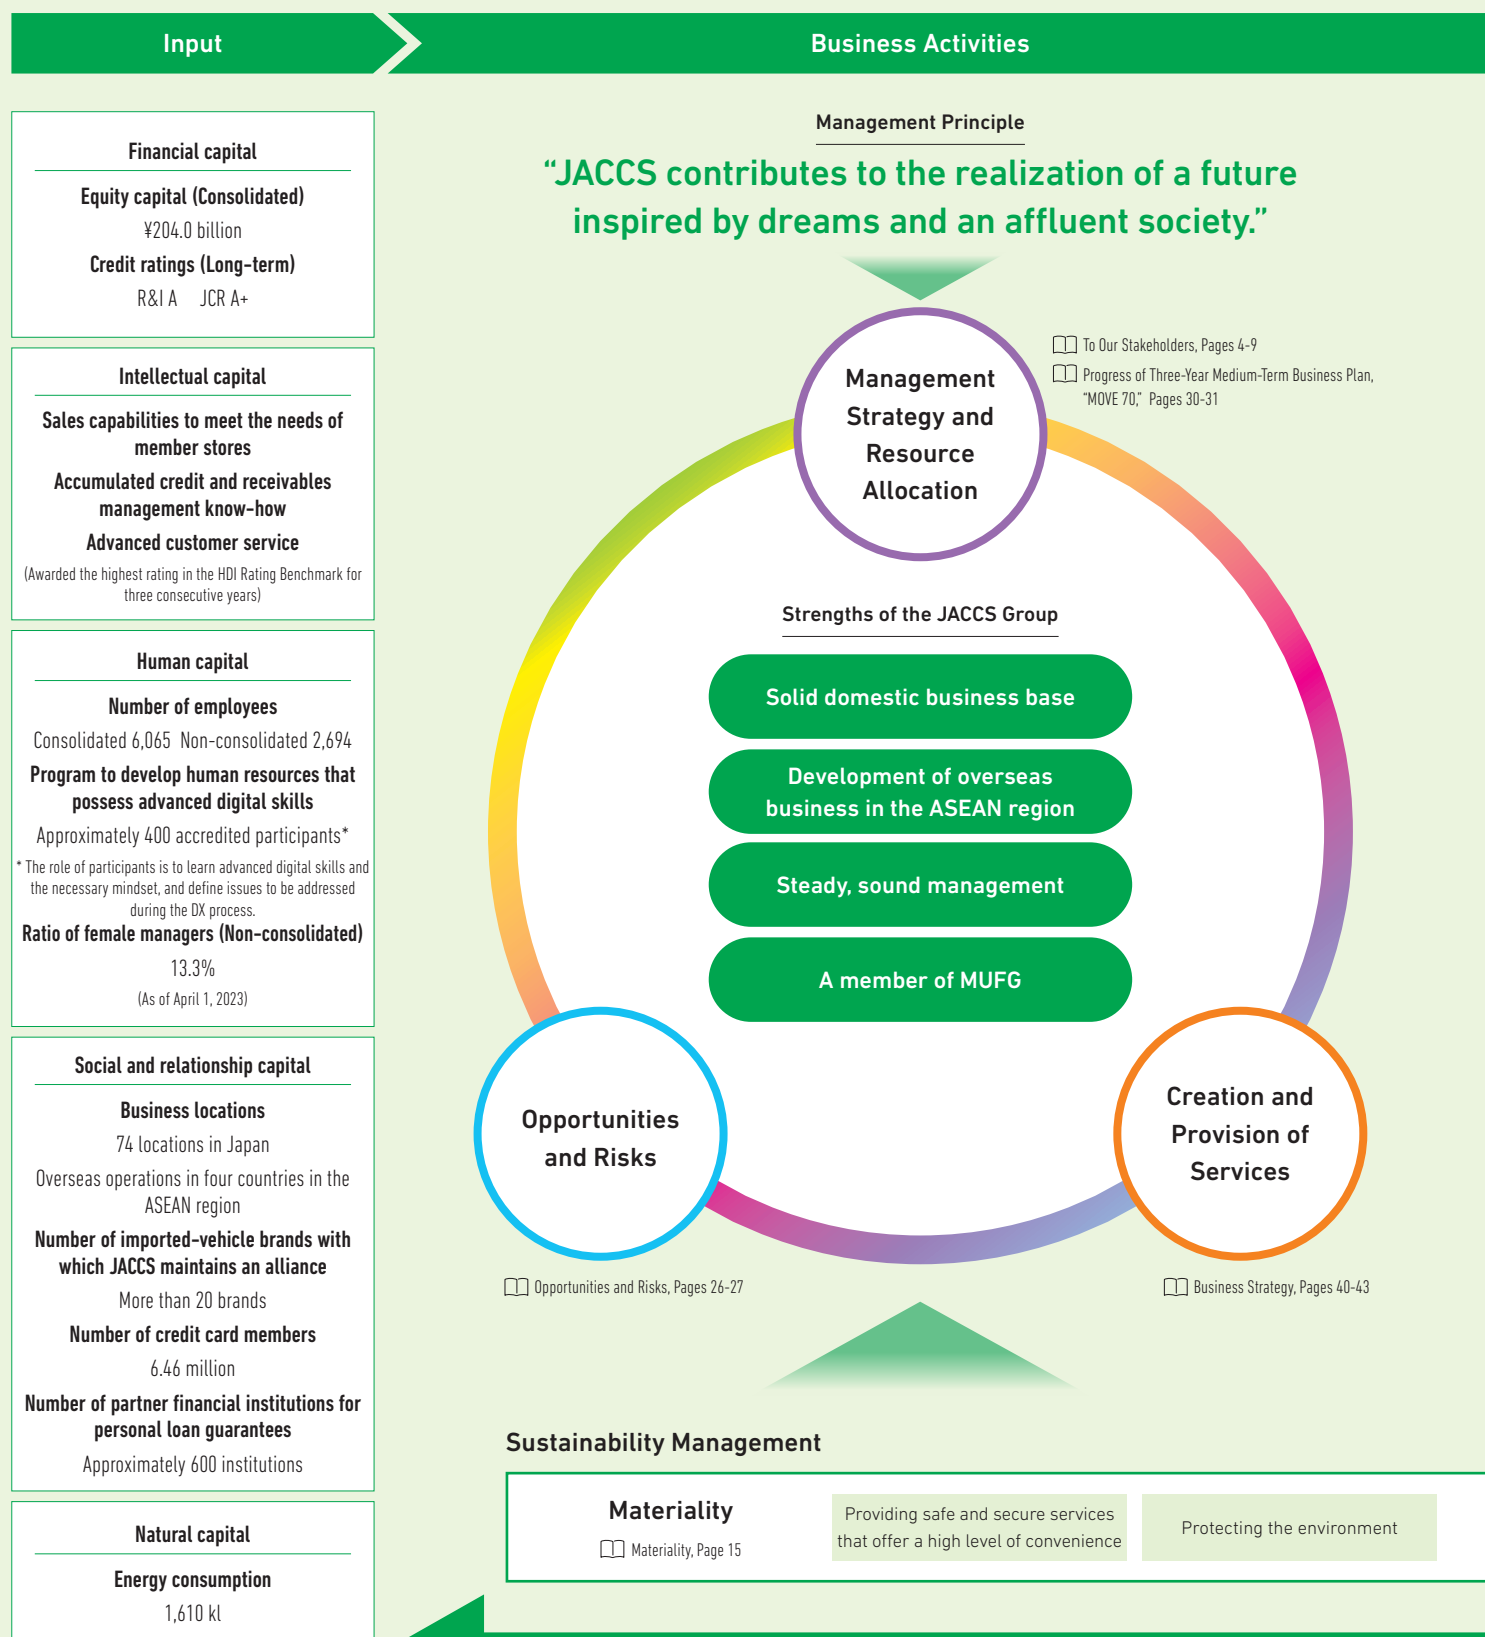 Input
Business Activities
Financial capital
Equity capital (Consolidated)
¥204.0 billion
Credit ratings (Long-term)
R&I A JCR A+
Intellectual capital
Sales capabilities to meet the needs of
member stores
Accumulated credit and receivables
management know-how
Advanced customer service
(Awarded the highest rating in the HDI Rating Benchmark for
three consecutive years)
Human capital
Number of employees
Consolidated 6,065 Non-consolidated 2,694
Program to develop human resources that
possess advanced digital skills
Approximately 400 accredited participants*
* The role of participants is to learn advanced digital skills and
the necessary mindset, and define issues to be addressed
during the DX process.
Ratio of female managers (Non-consolidated)
13.3%
(As of April 1, 2023)
Social and relationship capital
Business locations
74 locations in Japan
Overseas operations in four countries in the
ASEAN region
Number of imported-vehicle brands with
which JACCS maintains an alliance
More than 20 brands
Number of credit card members
6.46 million
Number of partner financial institutions for
personal loan guarantees
Approximately 600 institutions
Natural capital
Energy consumption
1,610 kl
Management Principle
“JACCS contributes to the realization of a future
inspired by dreams and an affluent society.”
Management
Strategy and
Resource
Allocation
To Our Stakeholders, Pages 4-9
Progress of Three-Year Medium-Term Business Plan,
“MOVE 70,” Pages 30-31
Strengths of the JACCS Group
Solid domestic business base
Development of overseas
business in the ASEAN region
Steady, sound management
A member of MUFG
Opportunities
and Risks
Opportunities and Risks, Pages 26-27
Creation and
Provision of
Services
Business Strategy, Pages 40-43
Sustainability Management
Materiality
Materiality, Page 15
Providing safe and secure services
that offer a high level of convenience
Protecting the environment